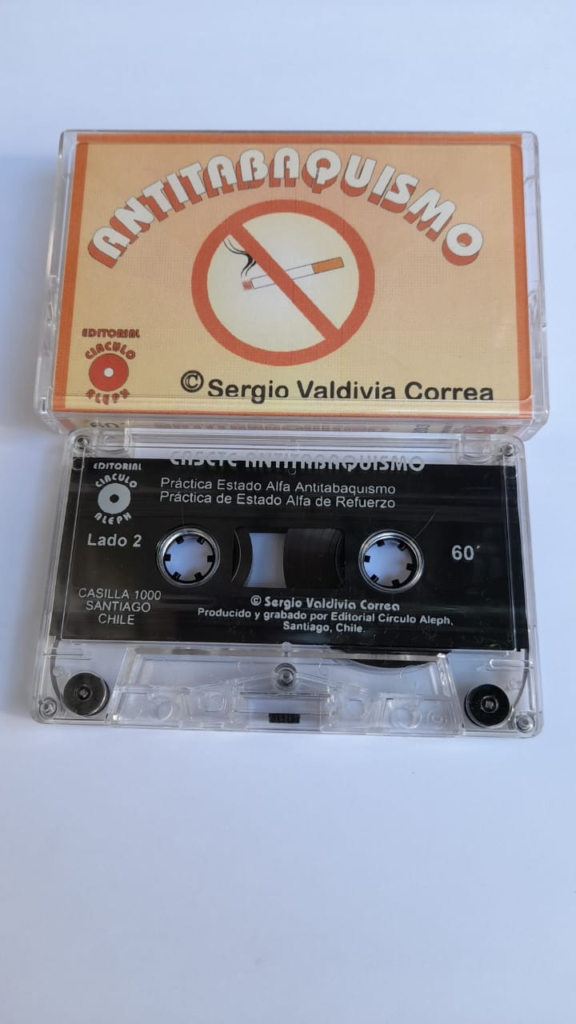 ANTITABAQUISMO
EDITORIAL
CIRCULO
ALEPH
© Sergio Valdivia Correa
EDITORIAL
CIRCULO
ALEPH
CASETE ANTITABAQUISMO
Práctica Estado Alfa Antitabaquismo
Práctica de Estado Alfa de Refuerzo
Lado 2
60´
CASILLA 1000
SANTIAGO
CHILE
© Sergio Valdivia Correa
Producido y grabado por Editorial Círculo Aleph,
Santiago, Chile.